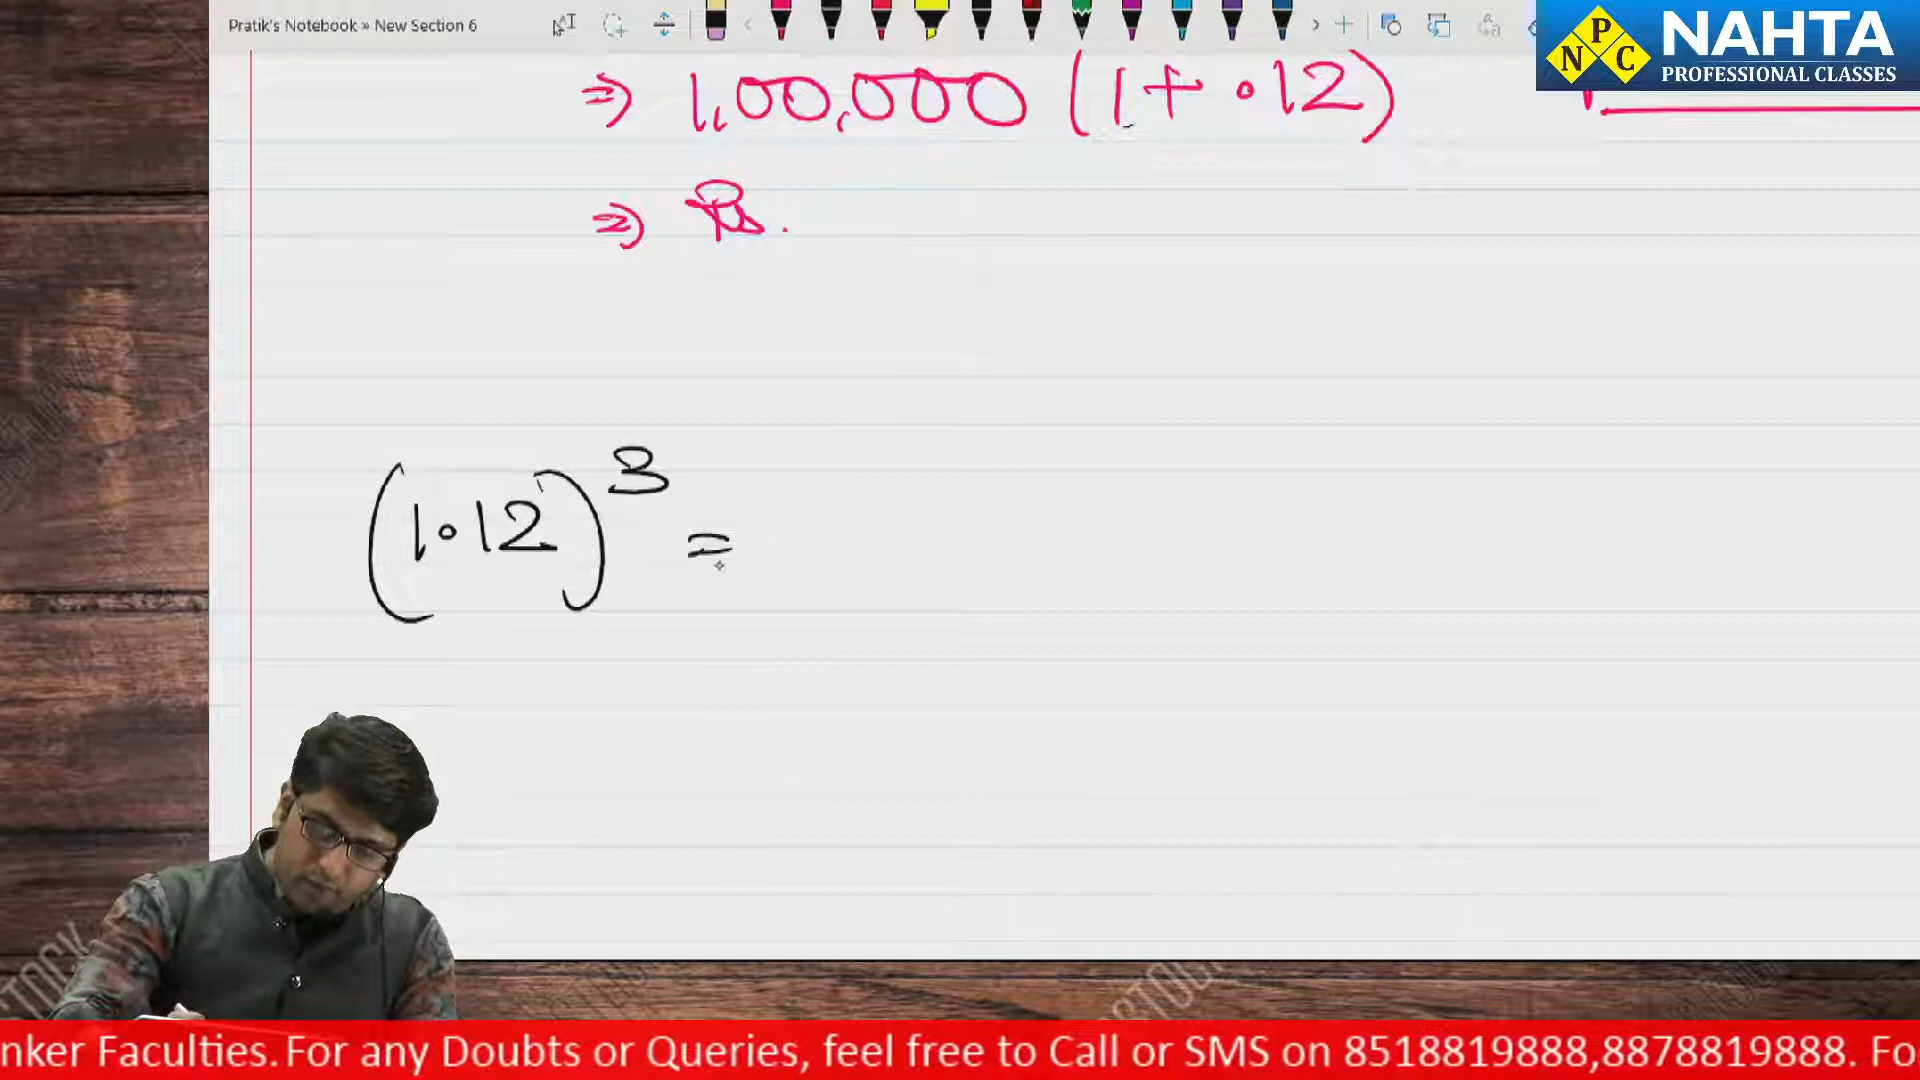 Pratik's Notebook » New Section 6
N P C
NAHTA
PROFESSIONAL CLASSES
⇒ 1,00,000 (1+ .12)
⇒ Rs.
(1.12)³ =
nker Faculties. For any Doubts or Queries, feel free to Call or SMS on 8518819888,8878819888. Fo